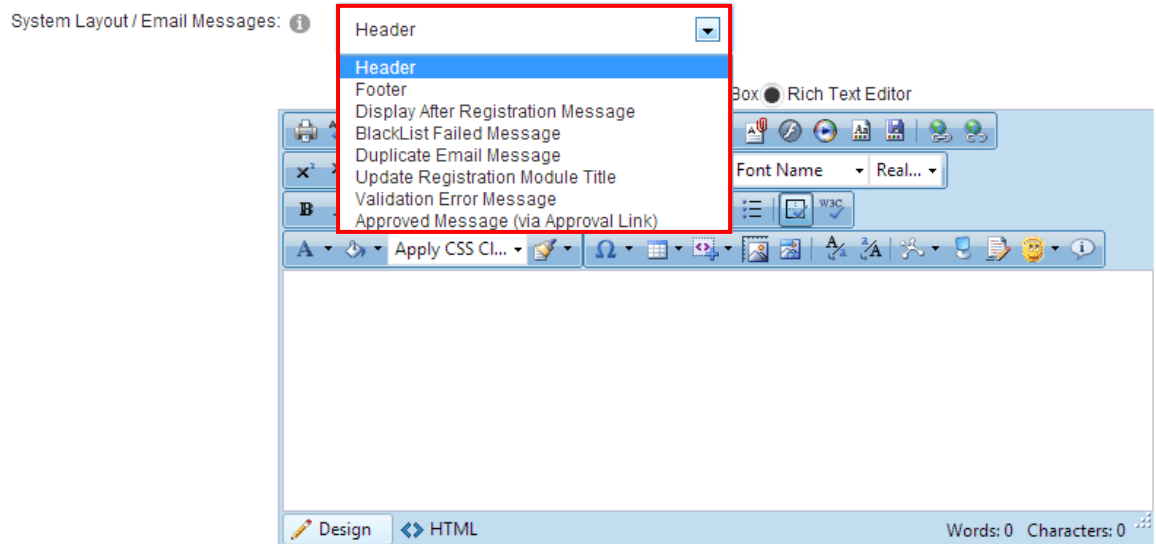 System Layout / Email Messages:
Header
Header
Footer
Display After Registration Message
BlackList Failed Message
Duplicate Email Message
Update Registration Module Title
Validation Error Message
Approved Message (via Approval Link)
Box Rich Text Editor
Font Name Real...
B W3C
A Apply CSS Cl... Ω
Design HTML Words: 0 Characters: 0